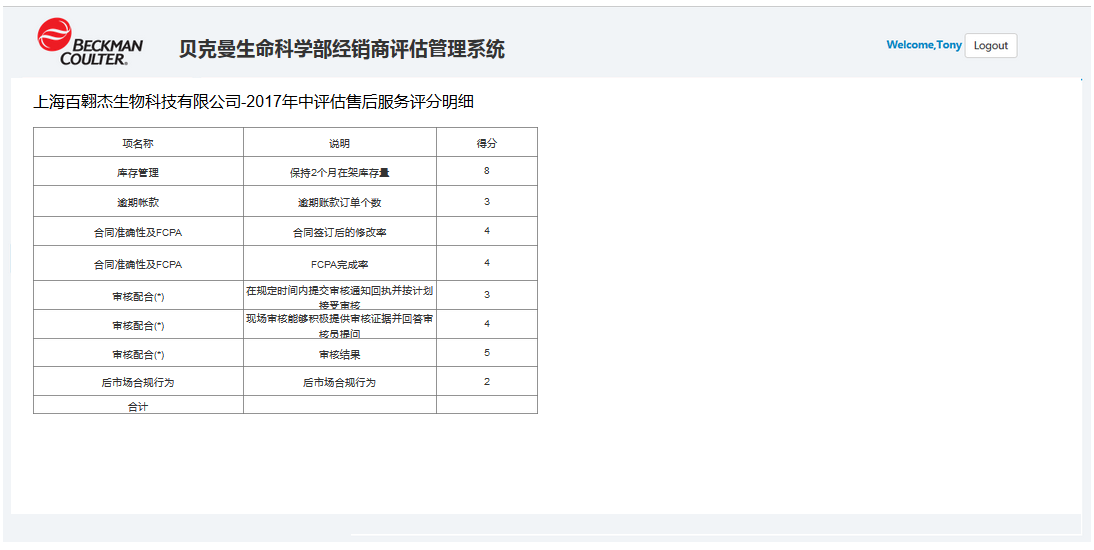 BECKMAN
COULTER®
贝克曼生命科学部经销商评估管理系统
Welcome,Tony
Logout
上海百翱杰生物科技有限公司-2017年中评估售后服务评分明细
项名称 说明 得分
库存管理 保持2个月在架库存量 8
逾期帐款 逾期账款订单个数 3
合同准确性及FCPA 合同签订后的修改率 4
合同准确性及FCPA FCPA完成率 4
审核配合(*) 在规定时间内提交审核通知回执并按计划 3
接受审核
审核配合(*) 现场审核能够积极提供审核证据并回答审 4
核员提问
审核配合(*) 审核结果 5
后市场合规行为 后市场合规行为 2
合计